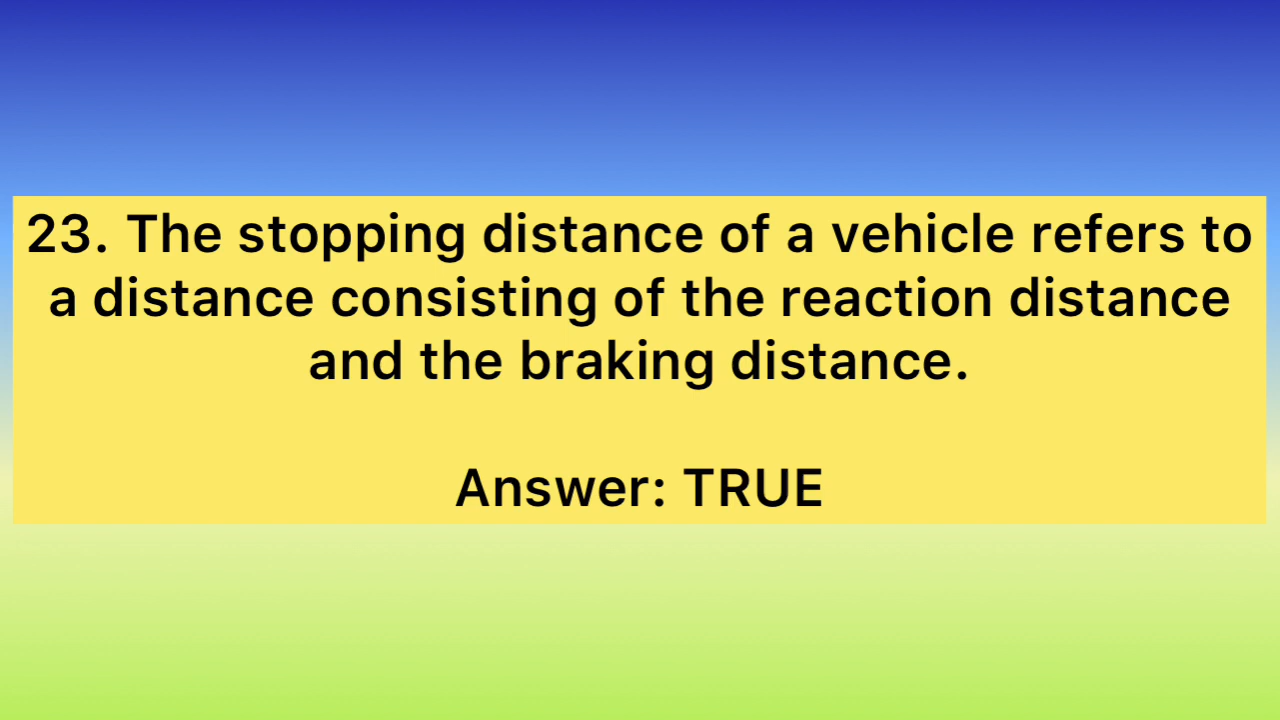 23. The stopping distance of a vehicle refers to
a distance consisting of the reaction distance
and the braking distance.
Answer: TRUE